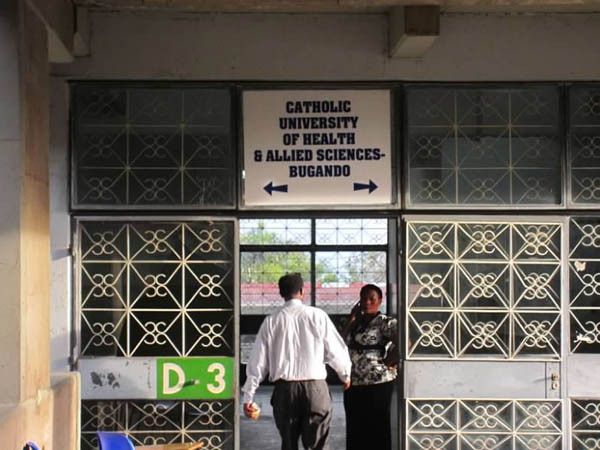 CATHOLIC
UNIVERSITY
OF HEALTH
& ALLIED SCIENCES-
BUGANDO
D-3